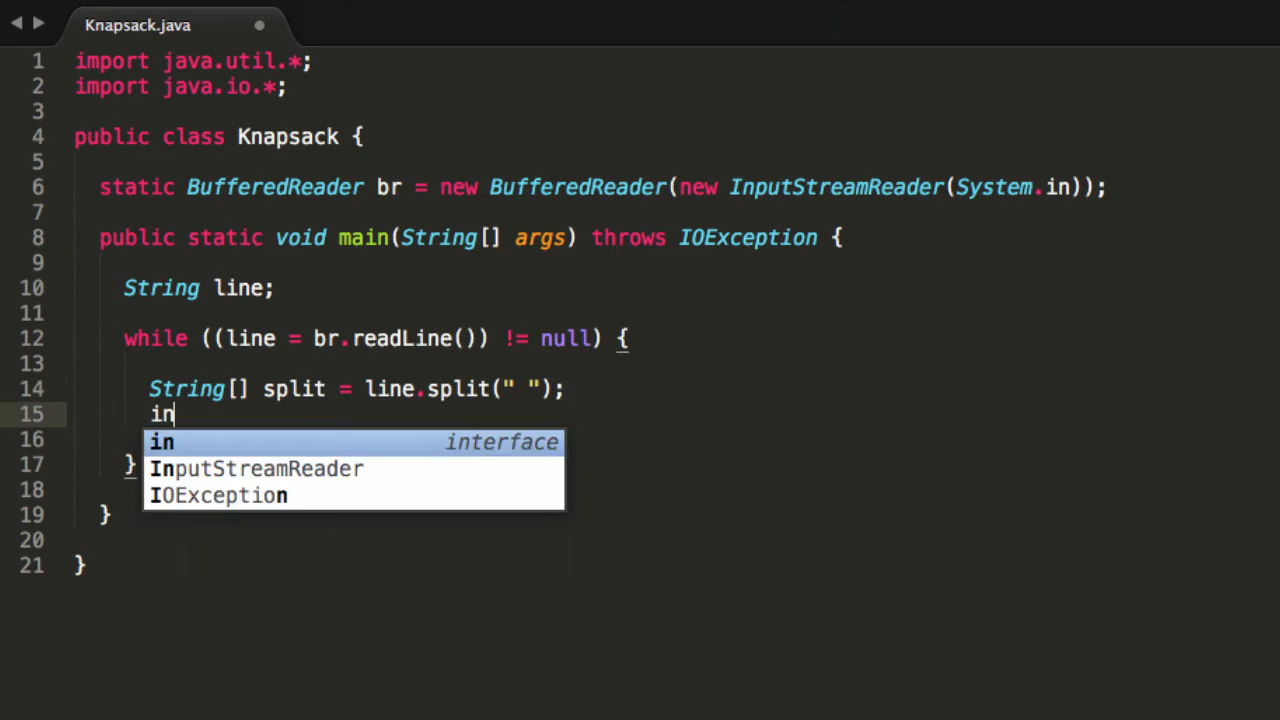 Knapsack.java
1 import java.util.*;
2 import java.io.*;
3
4 public class Knapsack {
5
6 static BufferedReader br = new BufferedReader(new InputStreamReader(System.in));
7
8 public static void main(String[] args) throws IOException {
9
10 String line;
11
12 while ((line = br.readLine()) != null) {
13
14 String[] split = line.split(" ");
15 in
16 in interface
17 } InputStreamReader
18 IOException
19 }
20
21 }